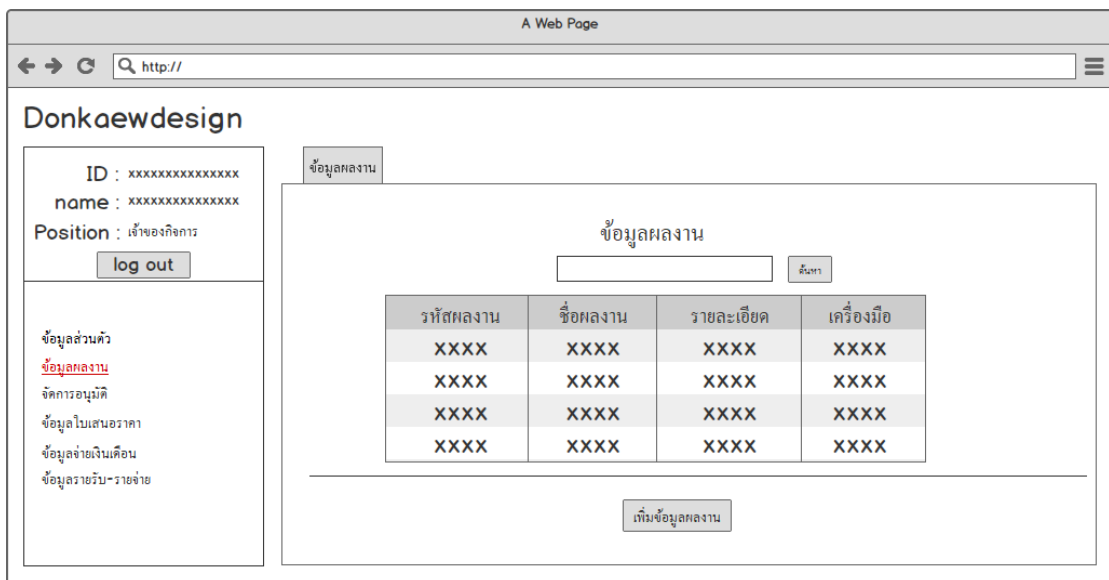 A Web Page
http://
Donkaewdesign
ID : xxxxxxxxxxxxxxx
name : xxxxxxxxxxxxxxx
Position : เจ้าของกิจการ
log out
ข้อมูลส่วนตัว
ข้อมูลผลงาน
จัดการอนุมัติ
ข้อมูลใบเสนอราคา
ข้อมูลจ่ายเงินเดือน
ข้อมูลรายรับ-รายจ่าย
ข้อมูลผลงาน
ข้อมูลผลงาน
ค้นหา
รหัสผลงาน ชื่อผลงาน รายละเอียด เครื่องมือ
XXXX XXXX XXXX XXXX
XXXX XXXX XXXX XXXX
XXXX XXXX XXXX XXXX
XXXX XXXX XXXX XXXX
เพิ่มข้อมูลผลงาน